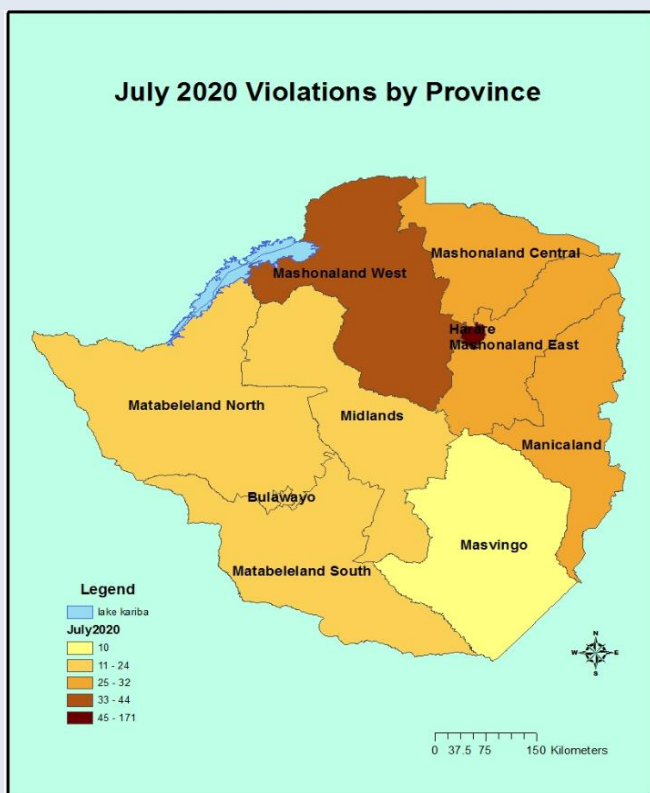 July 2020 Violations by Province
Mashonaland Central
Mashonaland West
Harare
Mashonaland East
Matabeleland North
Midlands
Manicaland
Bulawayo
Masvingo
Matabeleland South
Legend
lake kariba
July2020
10
11 - 24
25 - 32
33 - 44
45 - 171
N
W E
S
0 37.5 75 150 Kilometers